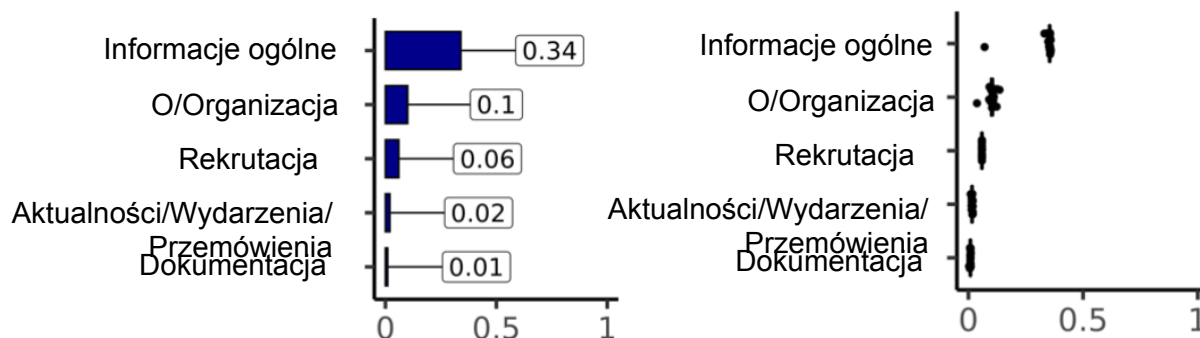 Informacje ogólne
0.34
O/Organizacja
0.1
Rekrutacja
0.06
Aktualności/Wydarzenia/
Przemówienia
0.02
Dokumentacja
0.01
0 0.5 1
Informacje ogólne
O/Organizacja
Rekrutacja
Aktualności/Wydarzenia/
Przemówienia
Dokumentacja
0 0.5 1